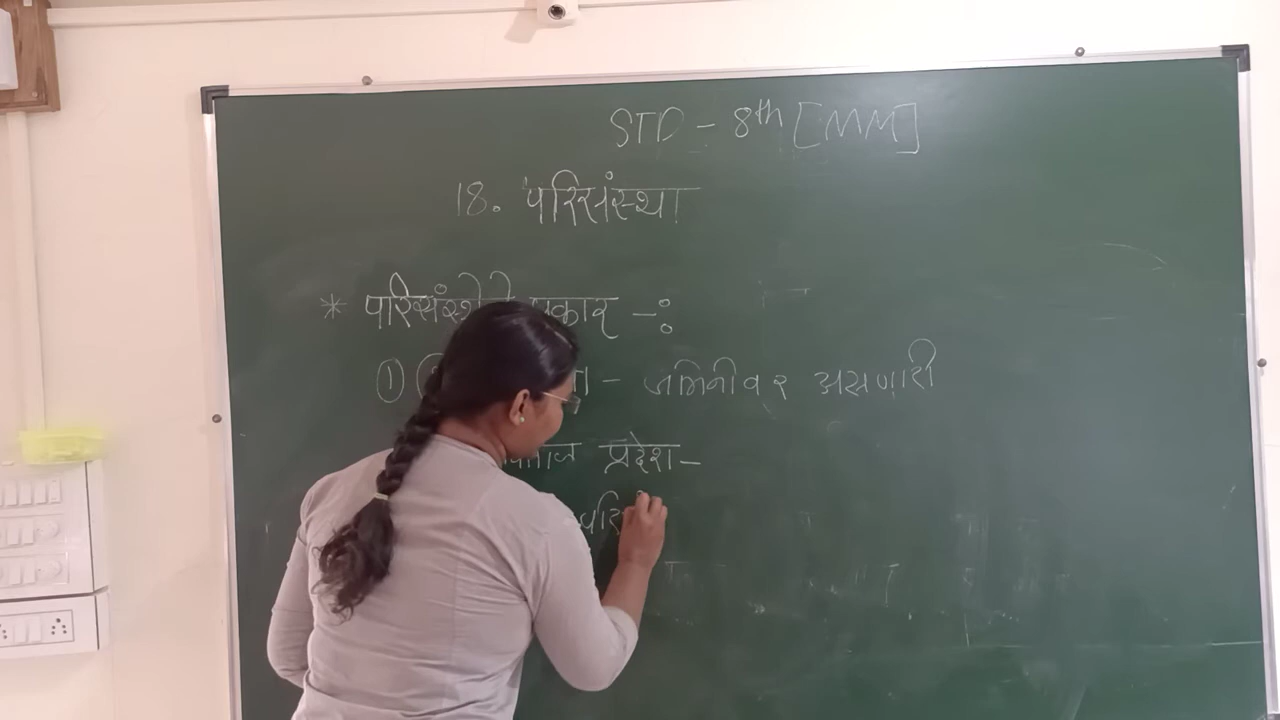 STD - 8th [MM]
18. परिसंस्था
* परिसंस्थेचे प्रकार -:
① - जमिनीवर असणारी
प्रदेश -
परि